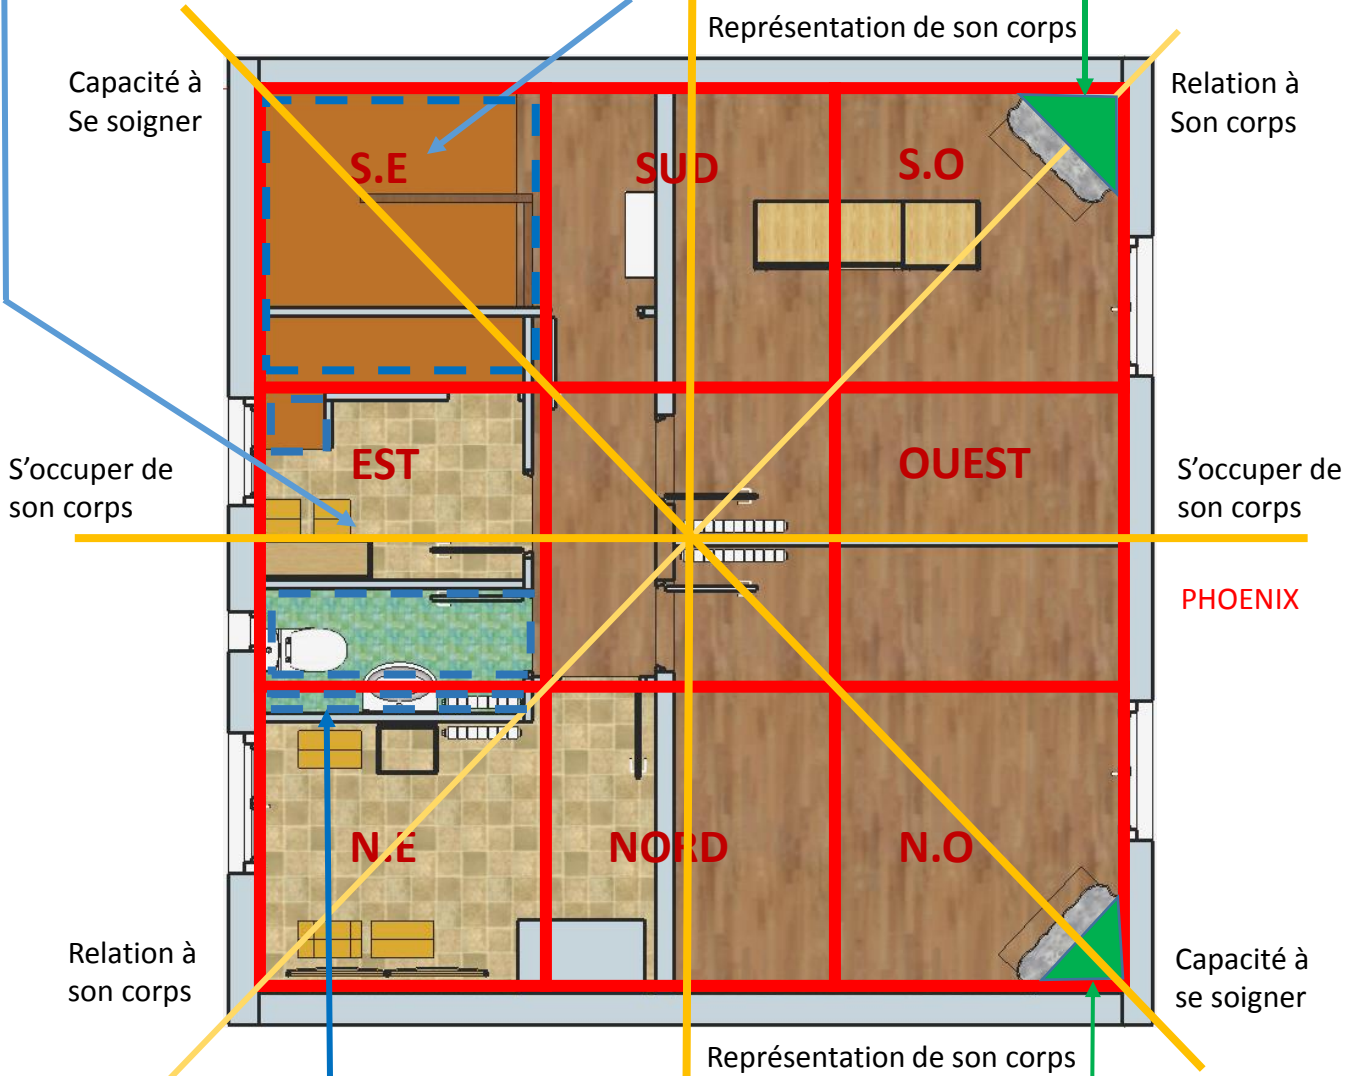 Représentation de son corps
Capacité à
Se soigner
Relation à
Son corps
S.E
SUD
S.O
S'occuper de
son corps
EST
OUEST
S'occuper de
son corps
PHOENIX
N.E
NORD
N.O
Relation à
son corps
Capacité à
se soigner
Représentation de son corps